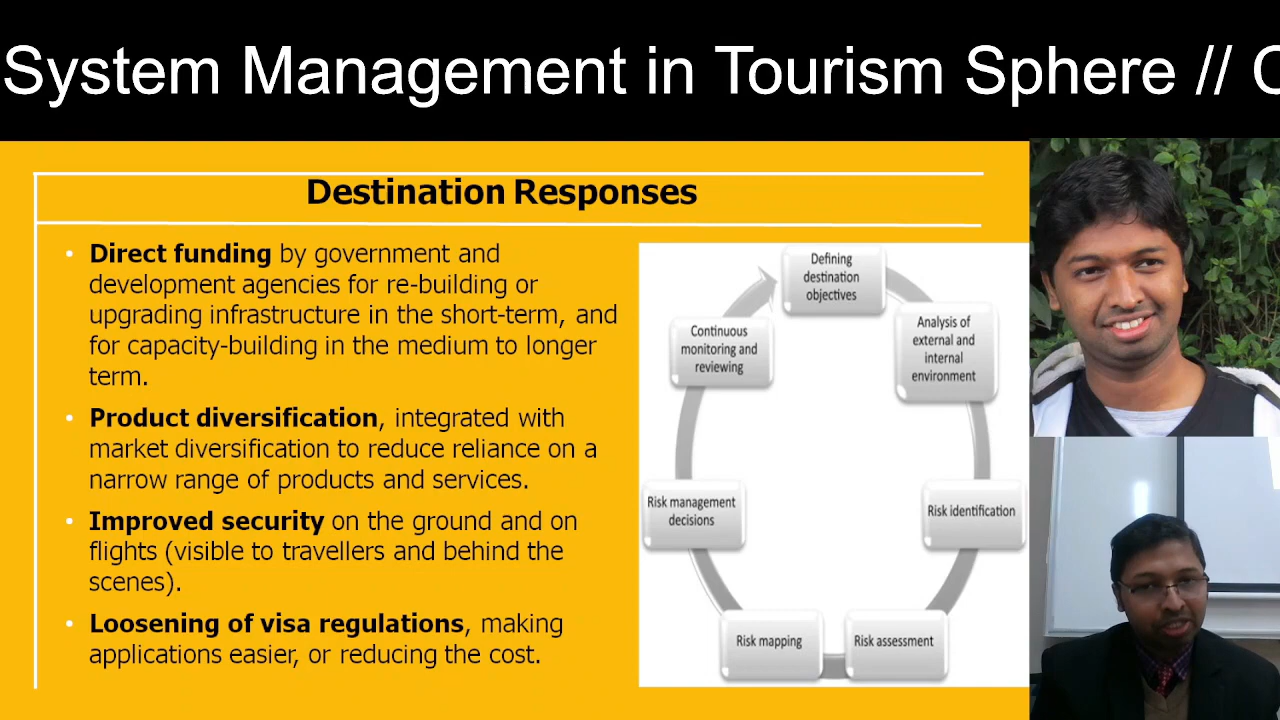 System Management in Tourism Sphere // C
Destination Responses
• Direct funding by government and
development agencies for re-building or
upgrading infrastructure in the short-term, and
for capacity-building in the medium to longer
term.
• Product diversification, integrated with
market diversification to reduce reliance on a
narrow range of products and services.
• Improved security on the ground and on
flights (visible to travellers and behind the
scenes).
• Loosening of visa regulations, making
applications easier, or reducing the cost.
Defining
destination
objectives
Analysis of
external and
internal
environment
Risk identification
Risk assessment
Risk mapping
Risk management
decisions
Continuous
monitoring and
reviewing